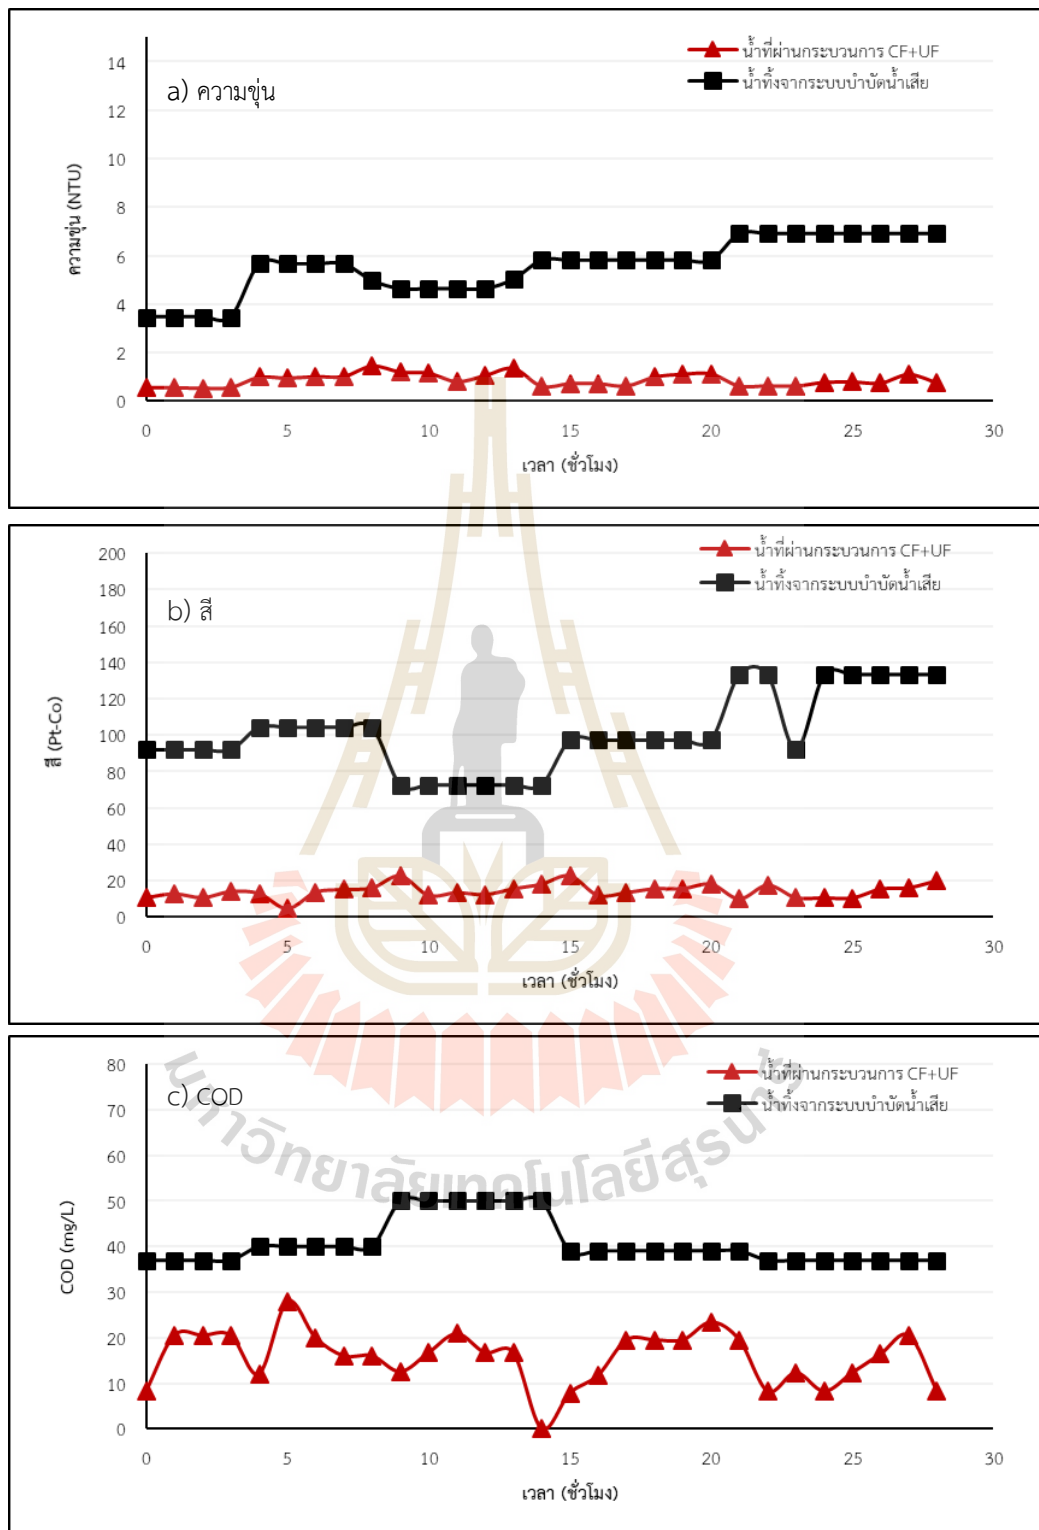 น้ำที่ผ่านกระบวนการ CF+UF
น้ำทิ้งจากระบบบำบัดน้ำเสีย
a) ความขุ่น
ความขุ่น (NTU)
14
12
10
8
6
4
2
0
0 5 10 15 20 25 30
เวลา (ชั่วโมง)
น้ำที่ผ่านกระบวนการ CF+UF
น้ำทิ้งจากระบบบำบัดน้ำเสีย
b) สี
สี (Pt-Co)
200
180
160
140
120
100
80
60
40
20
0
0 5 10 15 20 25 30
เวลา (ชั่วโมง)
น้ำที่ผ่านกระบวนการ CF+UF
น้ำทิ้งจากระบบบำบัดน้ำเสีย
c) COD
COD (mg/L)
80
70
60
50
40
30
20
10
0
0 5 10 15 20 25 30
เวลา (ชั่วโมง)
มหาวิทยาลัยเทคโนโลยีสุรนารี